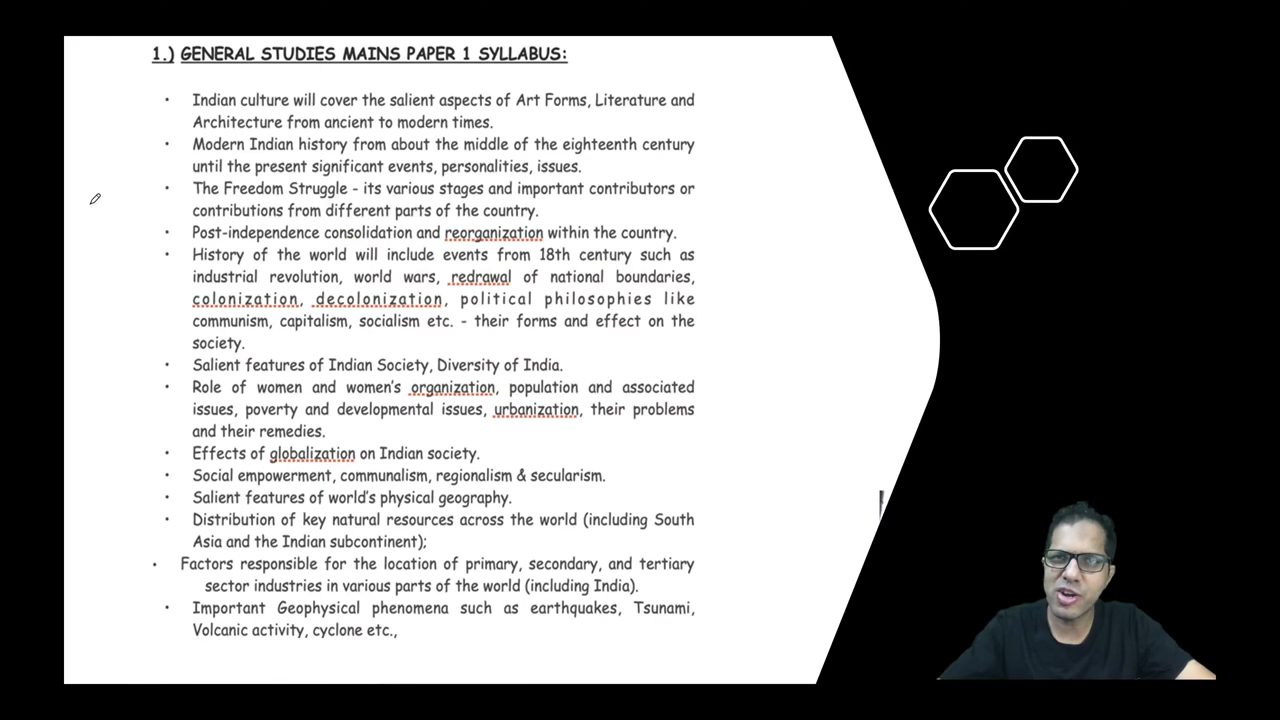 1.) GENERAL STUDIES MAINS PAPER 1 SYLLABUS:
• Indian culture will cover the salient aspects of Art Forms, Literature and
Architecture from ancient to modern times.
• Modern Indian history from about the middle of the eighteenth century
until the present significant events, personalities, issues.
• The Freedom Struggle - its various stages and important contributors or
contributions from different parts of the country.
• Post-independence consolidation and reorganization within the country.
• History of the world will include events from 18th century such as
industrial revolution, world wars, redrawal of national boundaries,
colonization, decolonization, political philosophies like
communism, capitalism, socialism etc. - their forms and effect on the
society.
• Salient features of Indian Society, Diversity of India.
• Role of women and women's organization, population and associated
issues, poverty and developmental issues, urbanization, their problems
and their remedies.
• Effects of globalization on Indian society.
• Social empowerment, communalism, regionalism & secularism.
• Salient features of world's physical geography.
• Distribution of key natural resources across the world (including South
Asia and the Indian subcontinent);
• Factors responsible for the location of primary, secondary, and tertiary
sector industries in various parts of the world (including India).
• Important Geophysical phenomena such as earthquakes, Tsunami,
Volcanic activity, cyclone etc.,